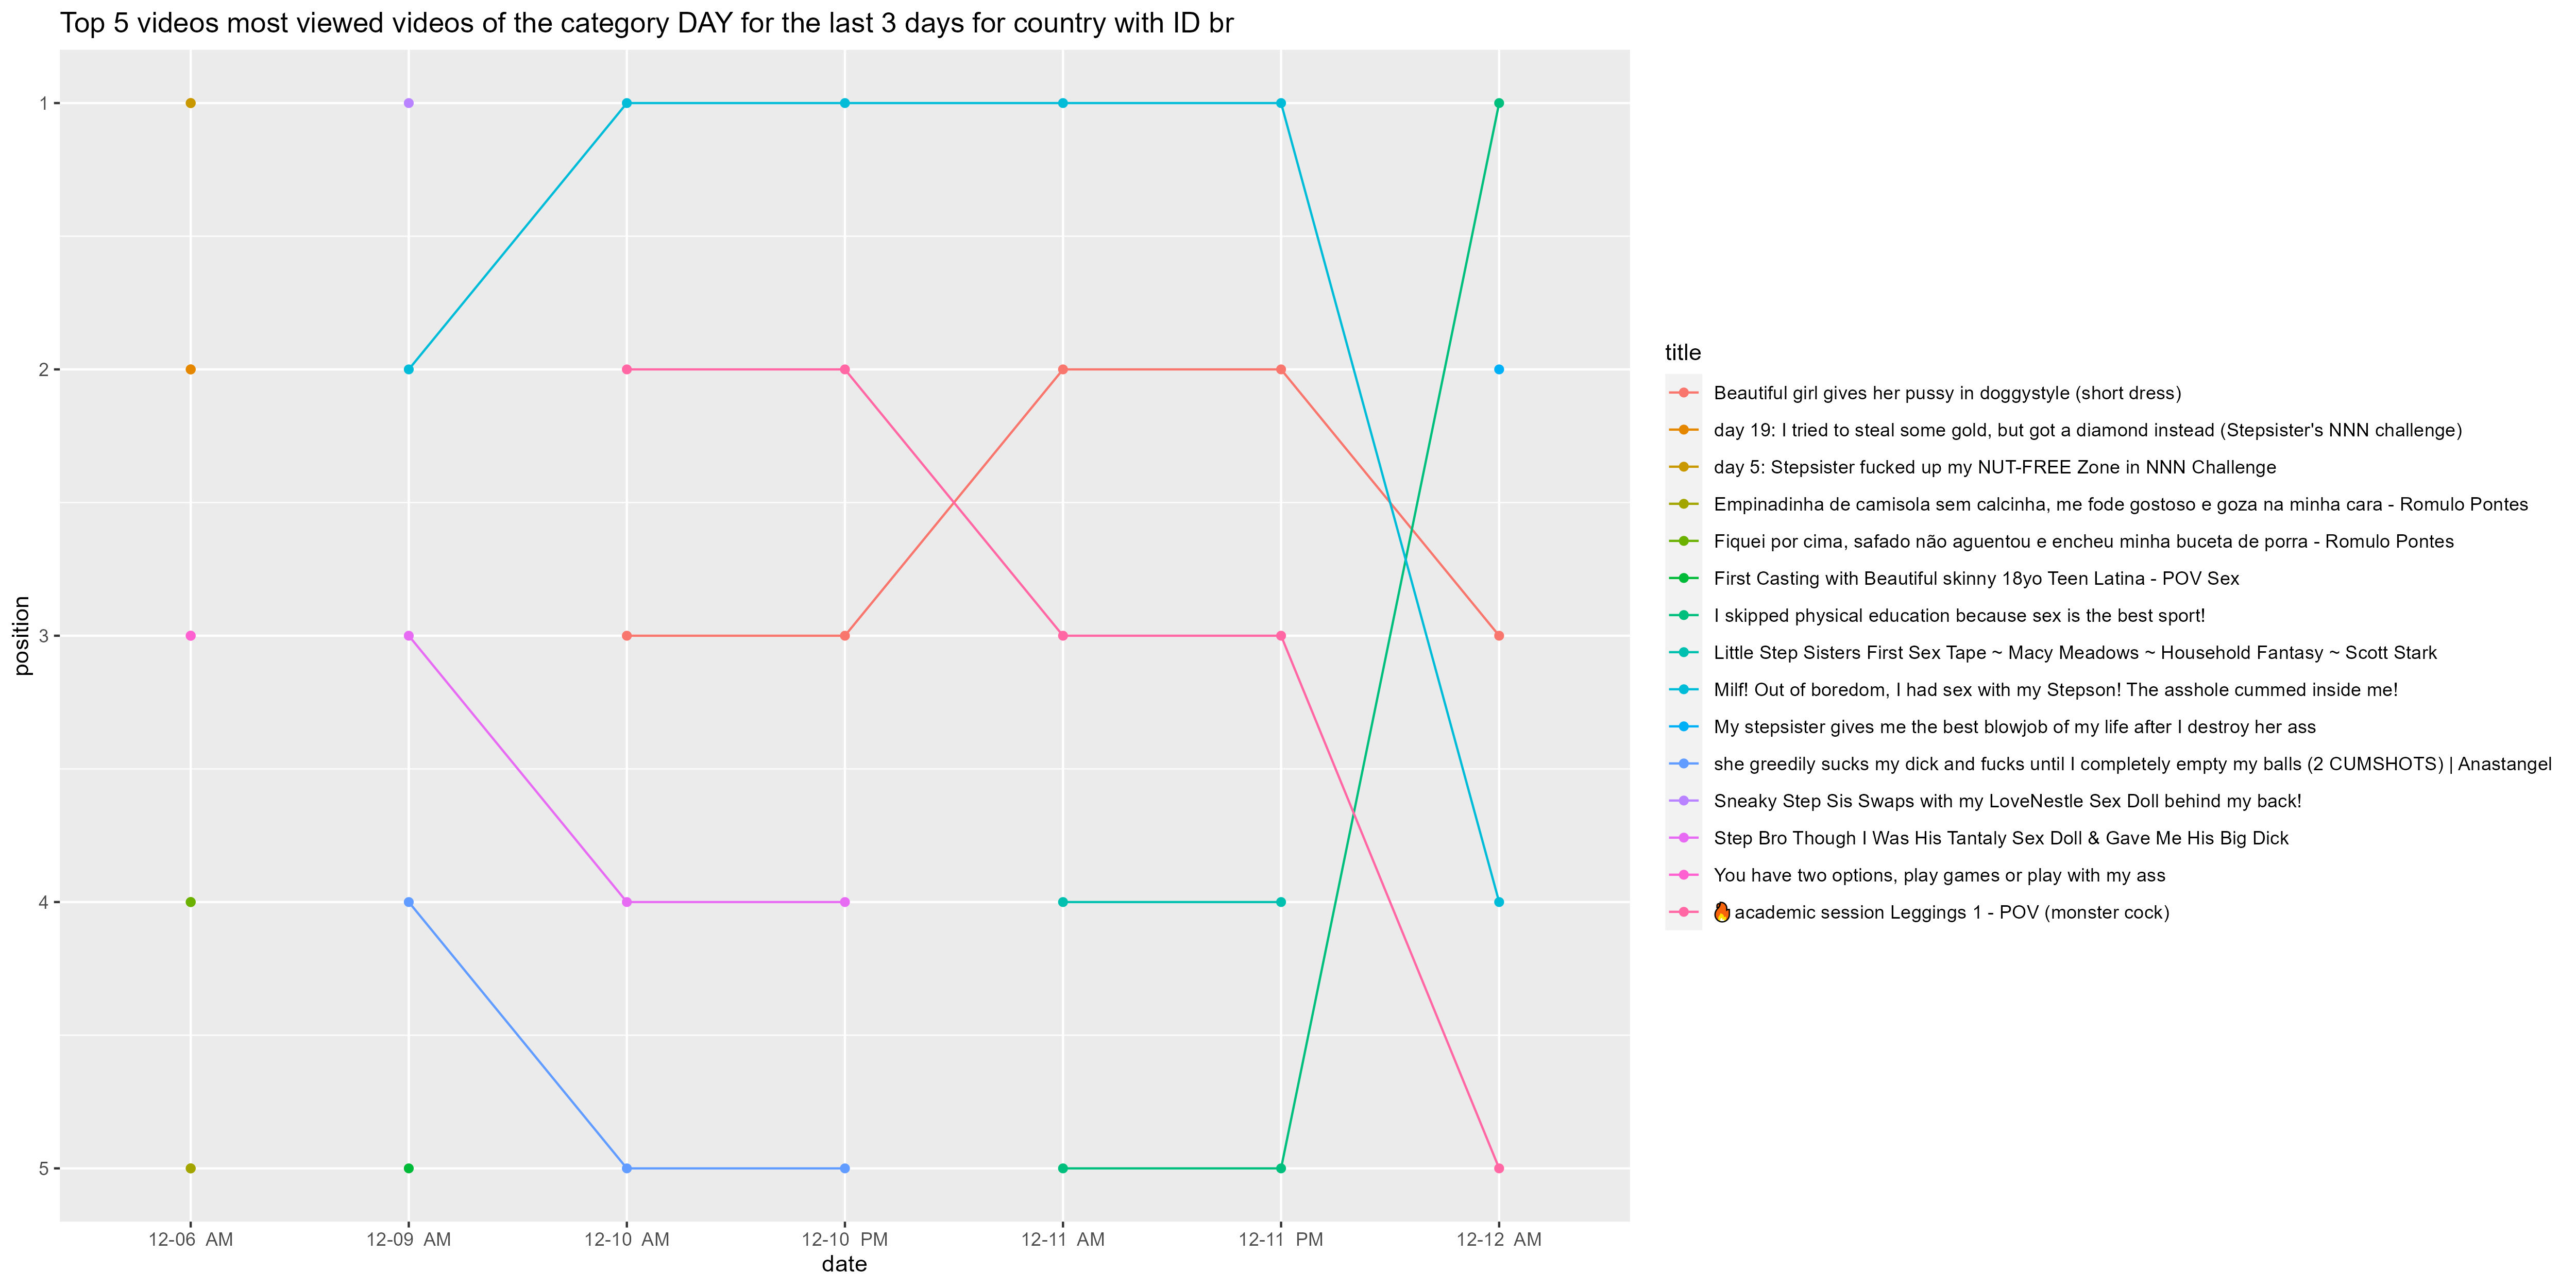 Top 5 videos most viewed videos of the category DAY for the last 3 days for country with ID br
position
1
2
3
4
5
12-06 AM
12-09 AM
12-10 AM
12-10 PM
12-11 AM
12-11 PM
12-12 AM
date
title
Beautiful girl gives her pussy in doggystyle (short dress)
day 19: I tried to steal some gold, but got a diamond instead (Stepsister's NNN challenge)
day 5: Stepsister fucked up my NUT-FREE Zone in NNN Challenge
Empinadinha de camisola sem calcinha, me fode gostoso e goza na minha cara - Romulo Pontes
Fiquei por cima, safado não aguentou e encheu minha buceta de porra - Romulo Pontes
First Casting with Beautiful skinny 18yo Teen Latina - POV Sex
I skipped physical education because sex is the best sport!
Little Step Sisters First Sex Tape ~ Macy Meadows ~ Household Fantasy ~ Scott Stark
Milf! Out of boredom, I had sex with my Stepson! The asshole cummed inside me!
My stepsister gives me the best blowjob of my life after I destroy her ass
she greedily sucks my dick and fucks until I completely empty my balls (2 CUMSHOTS) | Anastangel
Sneaky Step Sis Swaps with my LoveNestle Sex Doll behind my back!
Step Bro Though I Was His Tantaly Sex Doll & Gave Me His Big Dick
You have two options, play games or play with my ass
🔥academic session Leggings 1 - POV (monster cock)